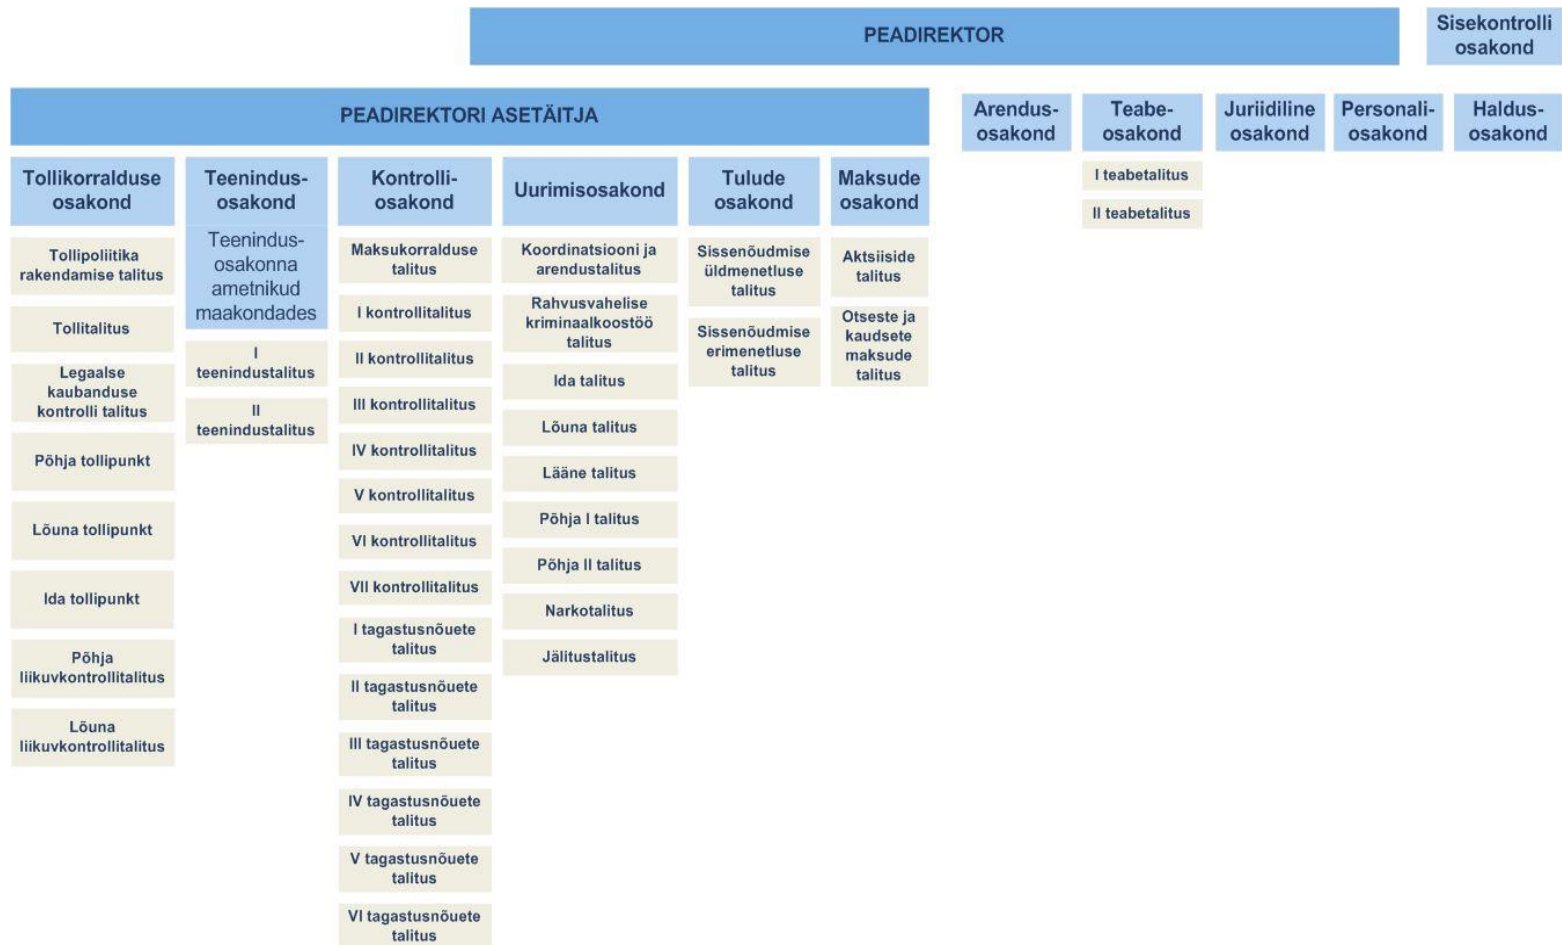 PEADIREKTOR
Sisekontrolli
osakond
PEADIREKTORI ASETÄITJA
Arendus-
osakond
Teabe-
osakond
Juriidiline
osakond
Personali-
osakond
Haldus-
osakond
Tollikorralduse
osakond
Tollipoliitika
rakendamise talitus
Tollitalitus
Legaalse
kaubanduse
kontrolli talitus
Põhja tollipunkt
Lõuna tollipunkt
Ida tollipunkt
Põhja
liikuvkontrollitalitus
Lõuna
liikuvkontrollitalitus
Teenindus-
osakond
Teenindus-
osakonna
ametnikud
maakondades
I
teenindustalitus
II
teenindustalitus
Kontrolli-
osakond
Maksukorralduse
talitus
I kontrollitalitus
II kontrollitalitus
III kontrollitalitus
IV kontrollitalitus
V kontrollitalitus
VI kontrollitalitus
VII kontrollitalitus
I tagastusnõuete
talitus
II tagastusnõuete
talitus
III tagastusnõuete
talitus
IV tagastusnõuete
talitus
V tagastusnõuete
talitus
VI tagastusnõuete
talitus
Uurimisosakond
Koordinatsiooni ja
arendustalitus
Rahvusvahelise
kriminaalkoostöö
talitus
Ida talitus
Lõuna talitus
Lääne talitus
Põhja I talitus
Põhja II talitus
Narkotalitus
Jälitustalitus
Tulude
osakond
Sissenõudmise
üldmenetluse
talitus
Sissenõudmise
erimenetluse
talitus
Maksude
osakond
Aktsiiside
talitus
Otseste ja
kaudsete
maksude
talitus
I teabetalitus
II teabetalitus